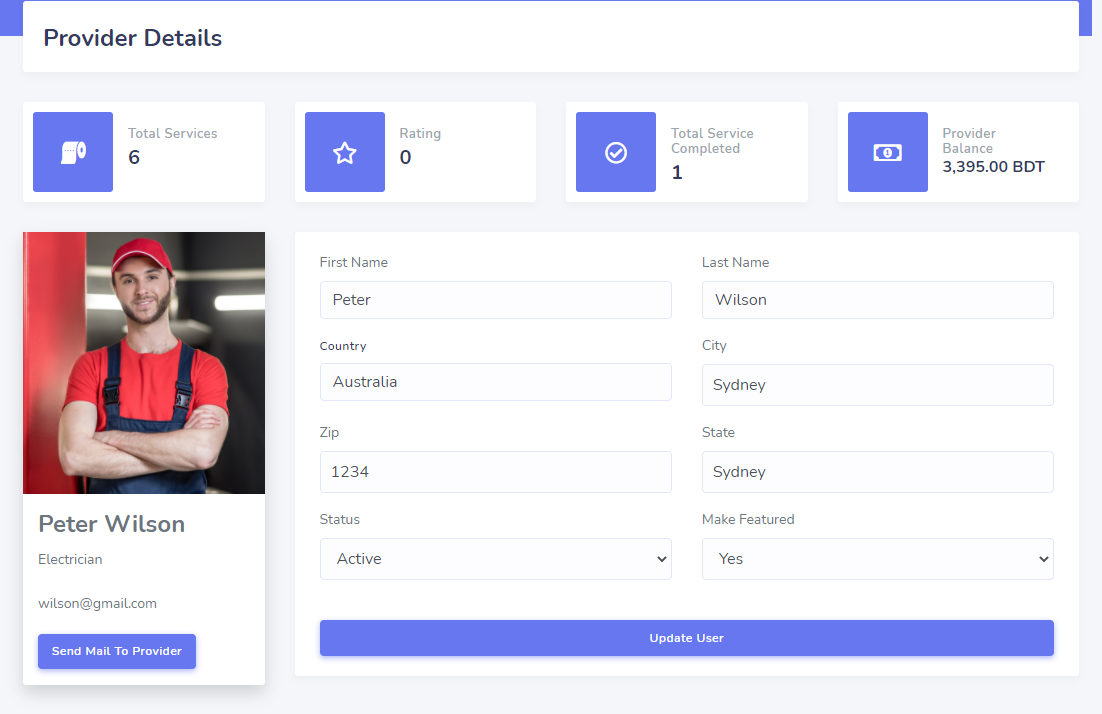 Provider Details
Total Services
6
Rating
0
Total Service
Completed
1
Provider
Balance
3,395.00 BDT
Peter Wilson
Electrician
wilson@gmail.com
Send Mail To Provider
First Name
Last Name
Peter
Wilson
Country
City
Australia
Sydney
Zip
State
1234
Sydney
Status
Make Featured
Active
Yes
Update User